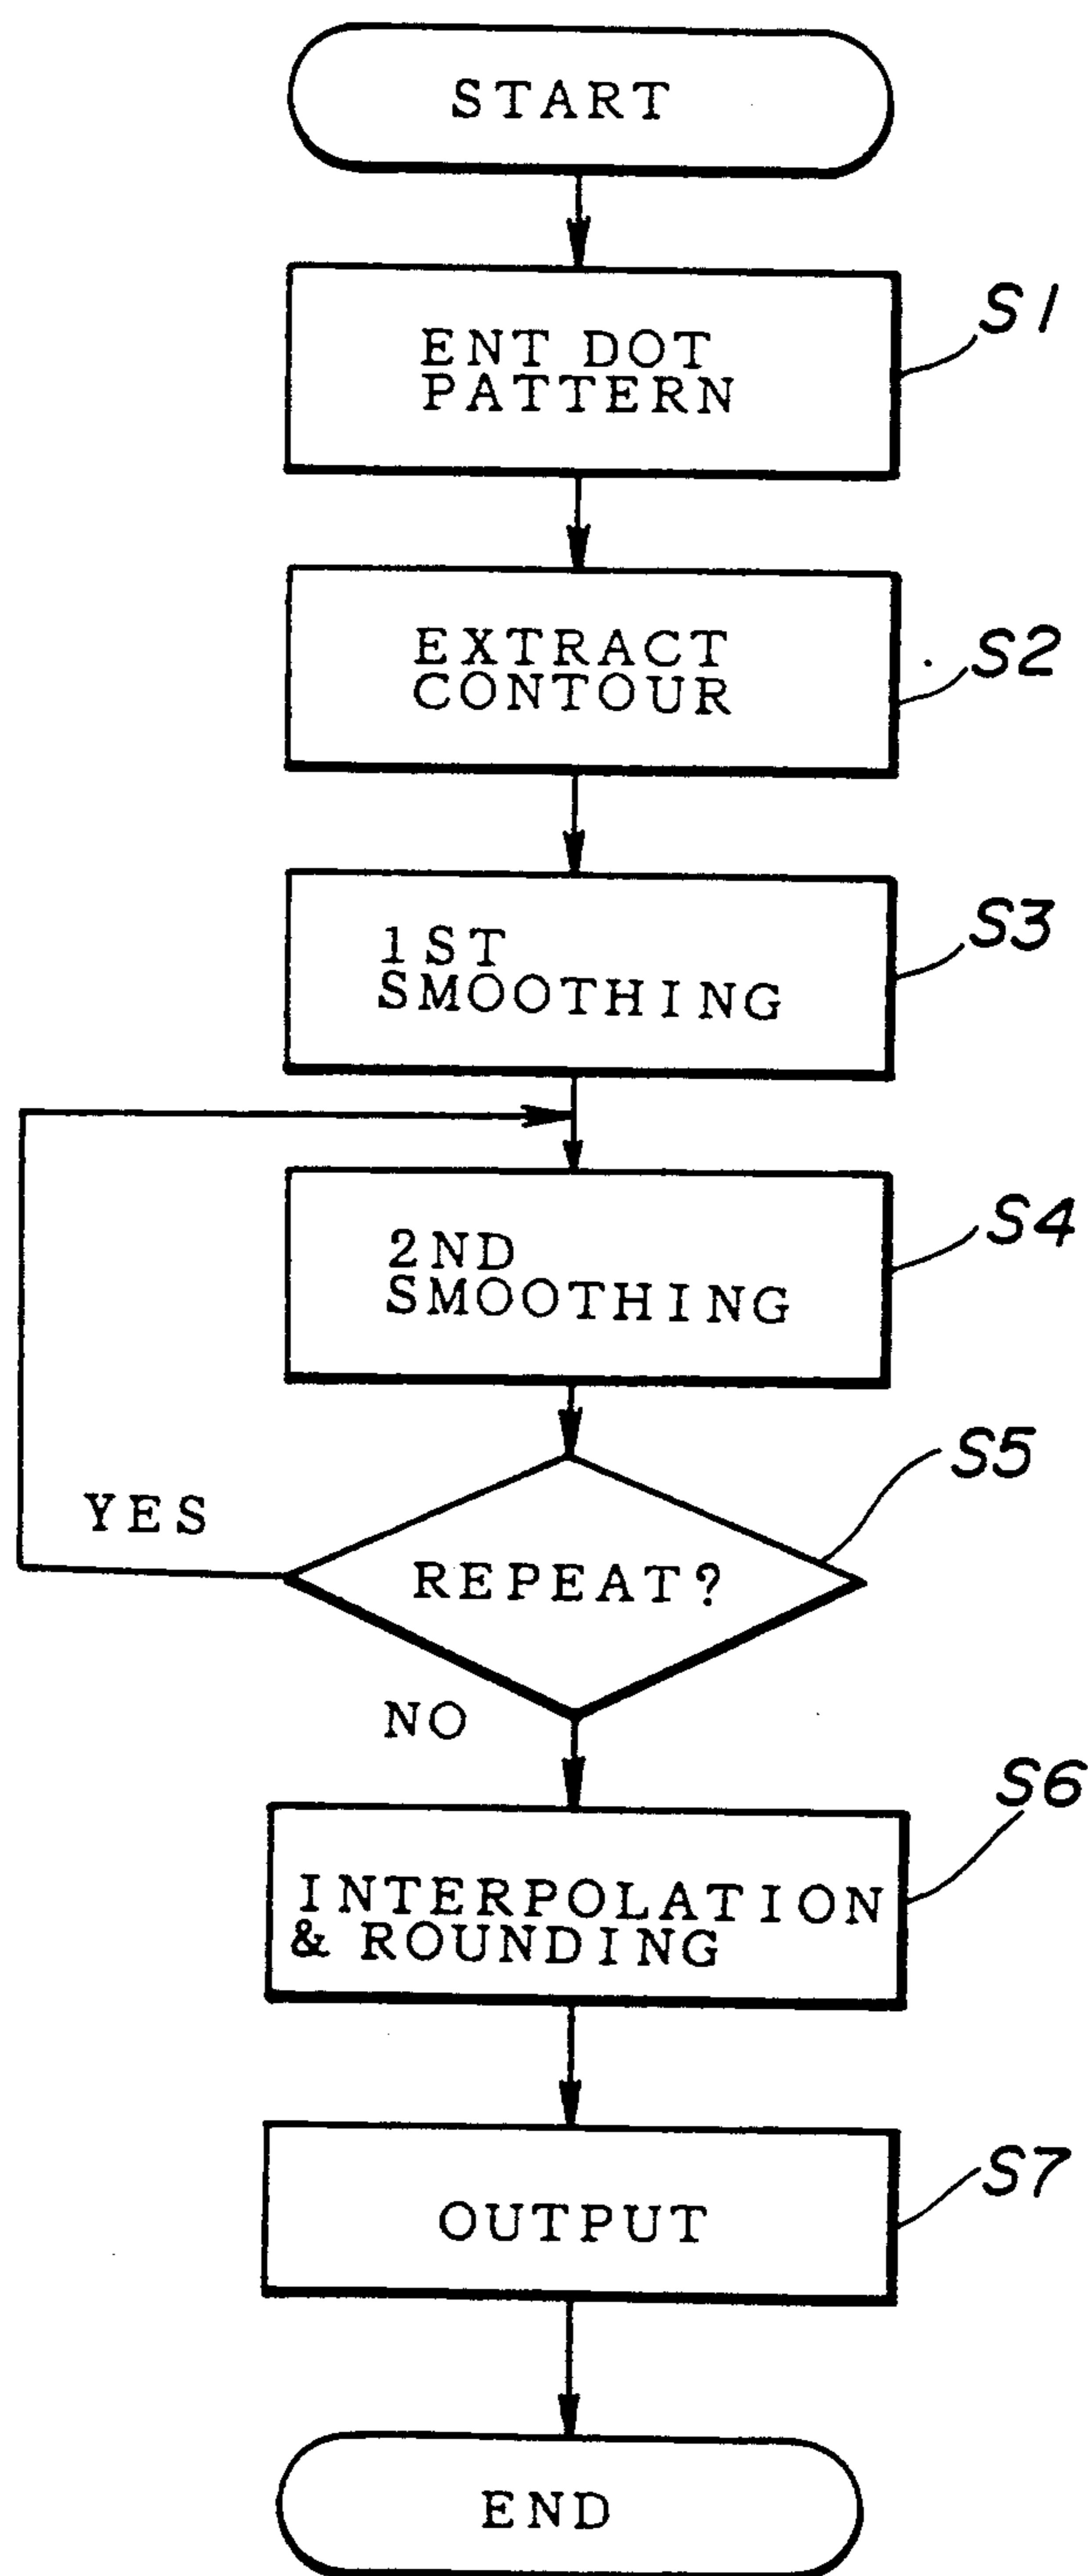 START
ENT DOT
PATTERN
S1
EXTRACT
CONTOUR
S2
1ST
SMOOTHING
S3
2ND
SMOOTHING
S4
REPEAT?
S5
YES
NO
INTERPOLATION
& ROUNDING
S6
OUTPUT
S7
END